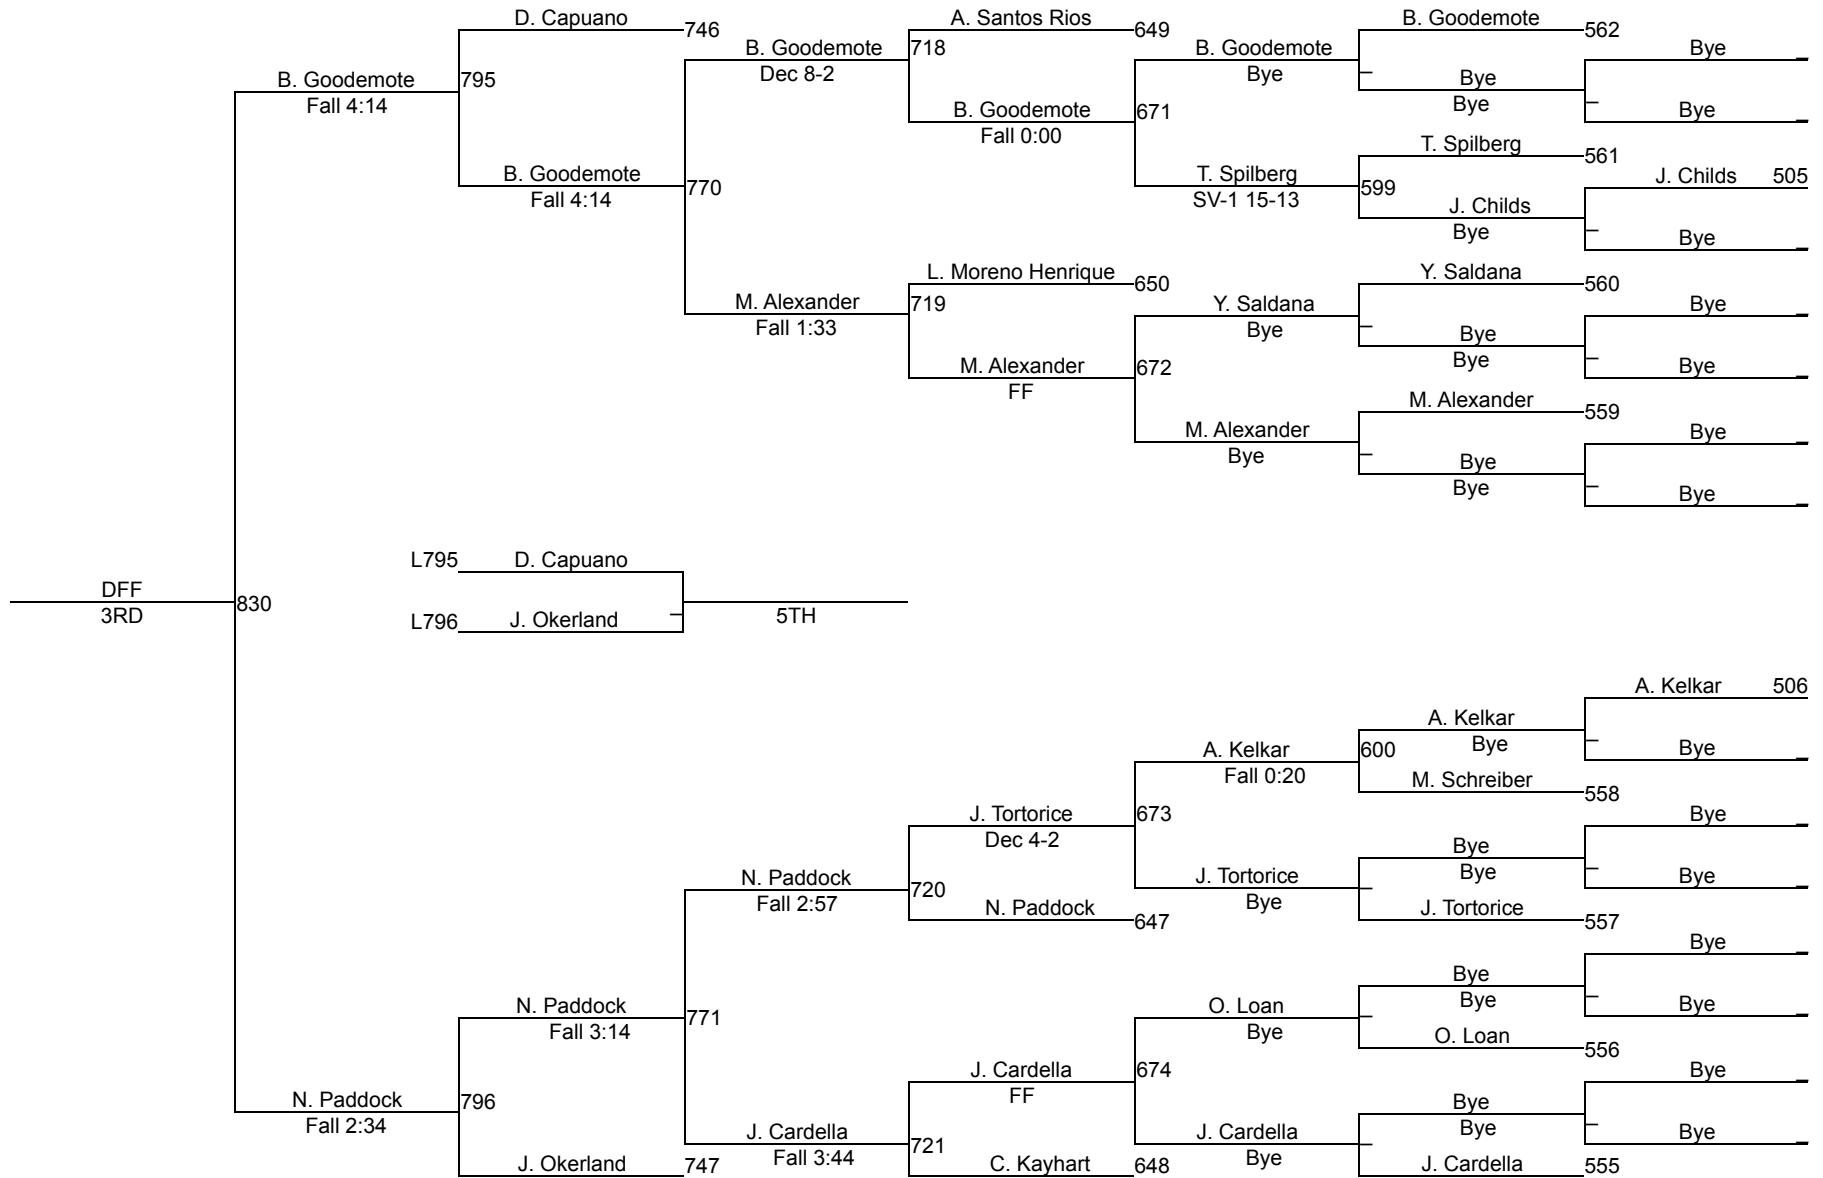 D. Capuano
746
A. Santos Rios
649
B. Goodemote
562
B. Goodemote
Dec 8-2
718
B. Goodemote
Bye
Bye
_
B. Goodemote
Fall 4:14
795
Bye
Bye
_
B. Goodemote
Fall 0:00
671
Bye
_
T. Spilberg
561
B. Goodemote
Fall 4:14
770
T. Spilberg
SV-1 15-13
599
J. Childs 505
J. Childs
Bye
Bye
_
L. Moreno Henrique
650
Y. Saldana
560
M. Alexander
Fall 1:33
719
Y. Saldana
Bye
Bye
_
Bye
Bye
M. Alexander
FF
672
Bye
_
M. Alexander
559
M. Alexander
Bye
Bye
_
Bye
Bye
Bye
_
L795 D. Capuano
DFF
3RD
830
L796 J. Okerland
5TH
A. Kelkar 506
A. Kelkar
Bye
A. Kelkar
Fall 0:20
600
Bye
_
M. Schreiber
558
J. Tortorice
Dec 4-2
673
Bye
_
Bye
Bye
N. Paddock
Fall 2:57
720
J. Tortorice
Bye
Bye
_
N. Paddock
647
J. Tortorice
557
Bye
_
Bye
Bye
N. Paddock
Fall 3:14
771
O. Loan
Bye
Bye
_
O. Loan
556
J. Cardella
FF
674
Bye
_
N. Paddock
Fall 2:34
796
Bye
Bye
J. Cardella
Fall 3:44
721
J. Cardella
Bye
Bye
_
J. Okerland
747
C. Kayhart
648
J. Cardella
555